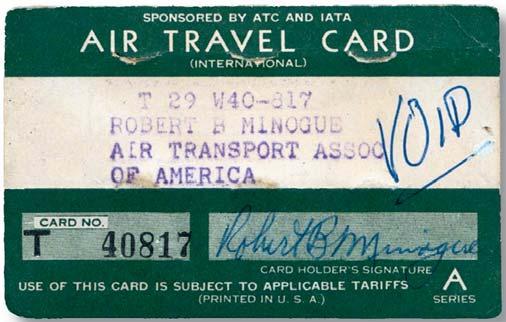 SPONSORED BY ATC AND IATA
AIR TRAVEL CARD
(INTERNATIONAL)
T 29 W40-817
ROBERT B MINOGUE
AIR TRANSPORT ASSOC
OF AMERICA
VOID
CARD NO.
T 40817
Robert B Minogue
CARD HOLDER'S SIGNATURE
A
SERIES
USE OF THIS CARD IS SUBJECT TO APPLICABLE TARIFFS
(PRINTED IN U.S.A.)